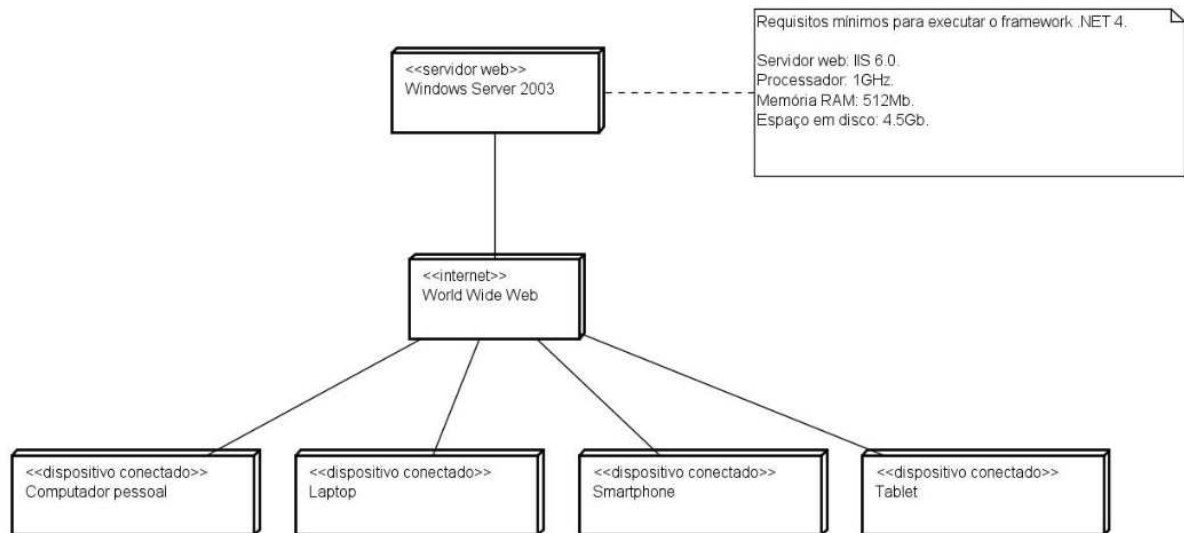 Requisitos mínimos para executar o framework .NET 4.
Servidor web: IIS 6.0.
Processador: 1GHz.
Memória RAM: 512Mb.
Espaço em disco: 4.5Gb.
<<servidor web>>
Windows Server 2003
<<internet>>
World Wide Web
<<dispositivo conectado>>
Computador pessoal
<<dispositivo conectado>>
Laptop
<<dispositivo conectado>>
Smartphone
<<dispositivo conectado>>
Tablet